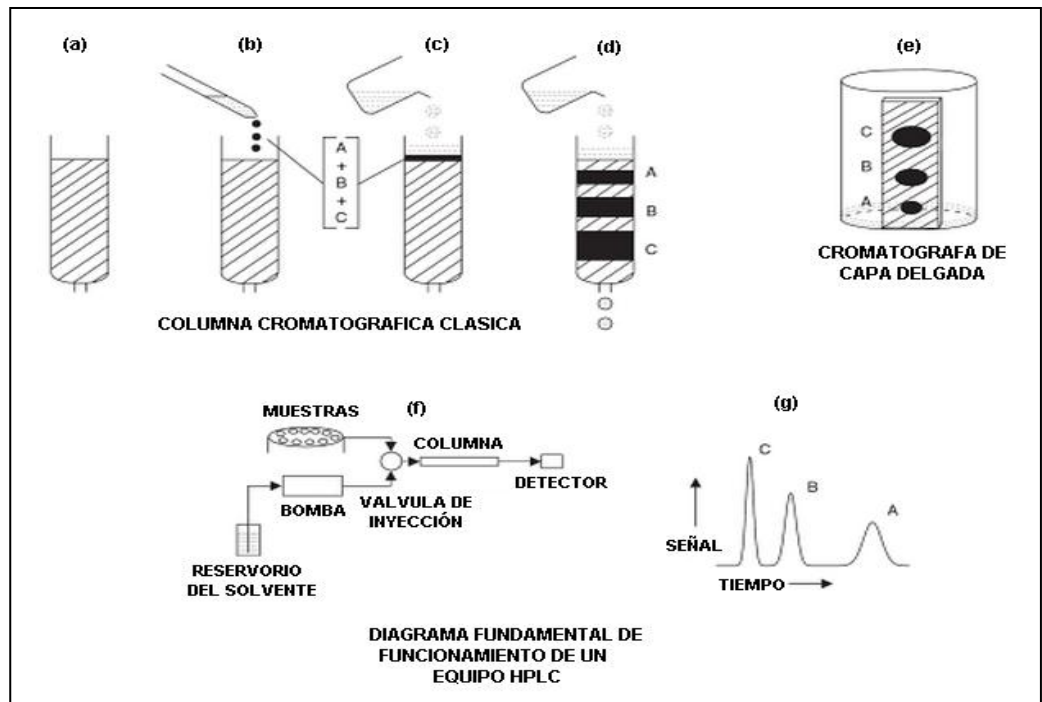 (a)
(b)
(c)
(d)
(e)
A
+
B
+
C
A
B
C
C
B
A
COLUMNA CROMATOGRAFICA CLASICA
CROMATOGRAFA DE
CAPA DELGADA
(f)
(g)
MUESTRAS
COLUMNA
DETECTOR
BOMBA
VALVULA DE
INYECCIÓN
RESERVORIO
DEL SOLVENTE
C
B
A
SEÑAL
TIEMPO
DIAGRAMA FUNDAMENTAL DE
FUNCIONAMIENTO DE UN
EQUIPO HPLC